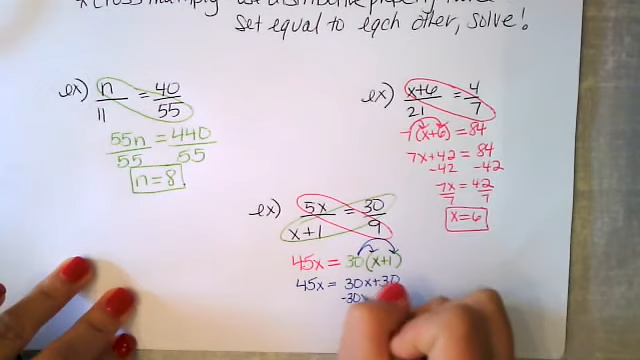 * cross multiply
set equal to each other, solve!
ex) n/11 = 40/55
55n/55 = 440/55
n=8
ex) x+6/21 = 4/7
7(x+6) = 84
7x+42 = 84
-42 -42
7x/7 = 42/7
x=6
ex) 5x/x+1 = 30/9
45x = 30(x+1)
45x = 30x+30
-30x